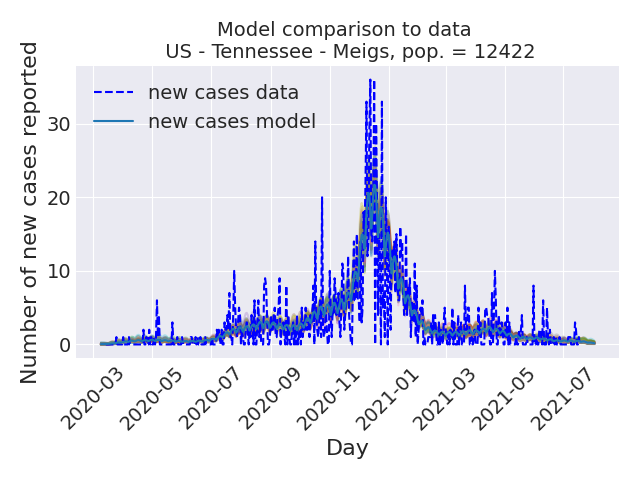 Model comparison to data
US - Tennessee - Meigs, pop. = 12422
Number of new cases reported
new cases data
new cases model
30
20
10
0
2020-03
2020-05
2020-07
2020-09
2020-11
2021-01
2021-03
2021-05
2021-07
Day